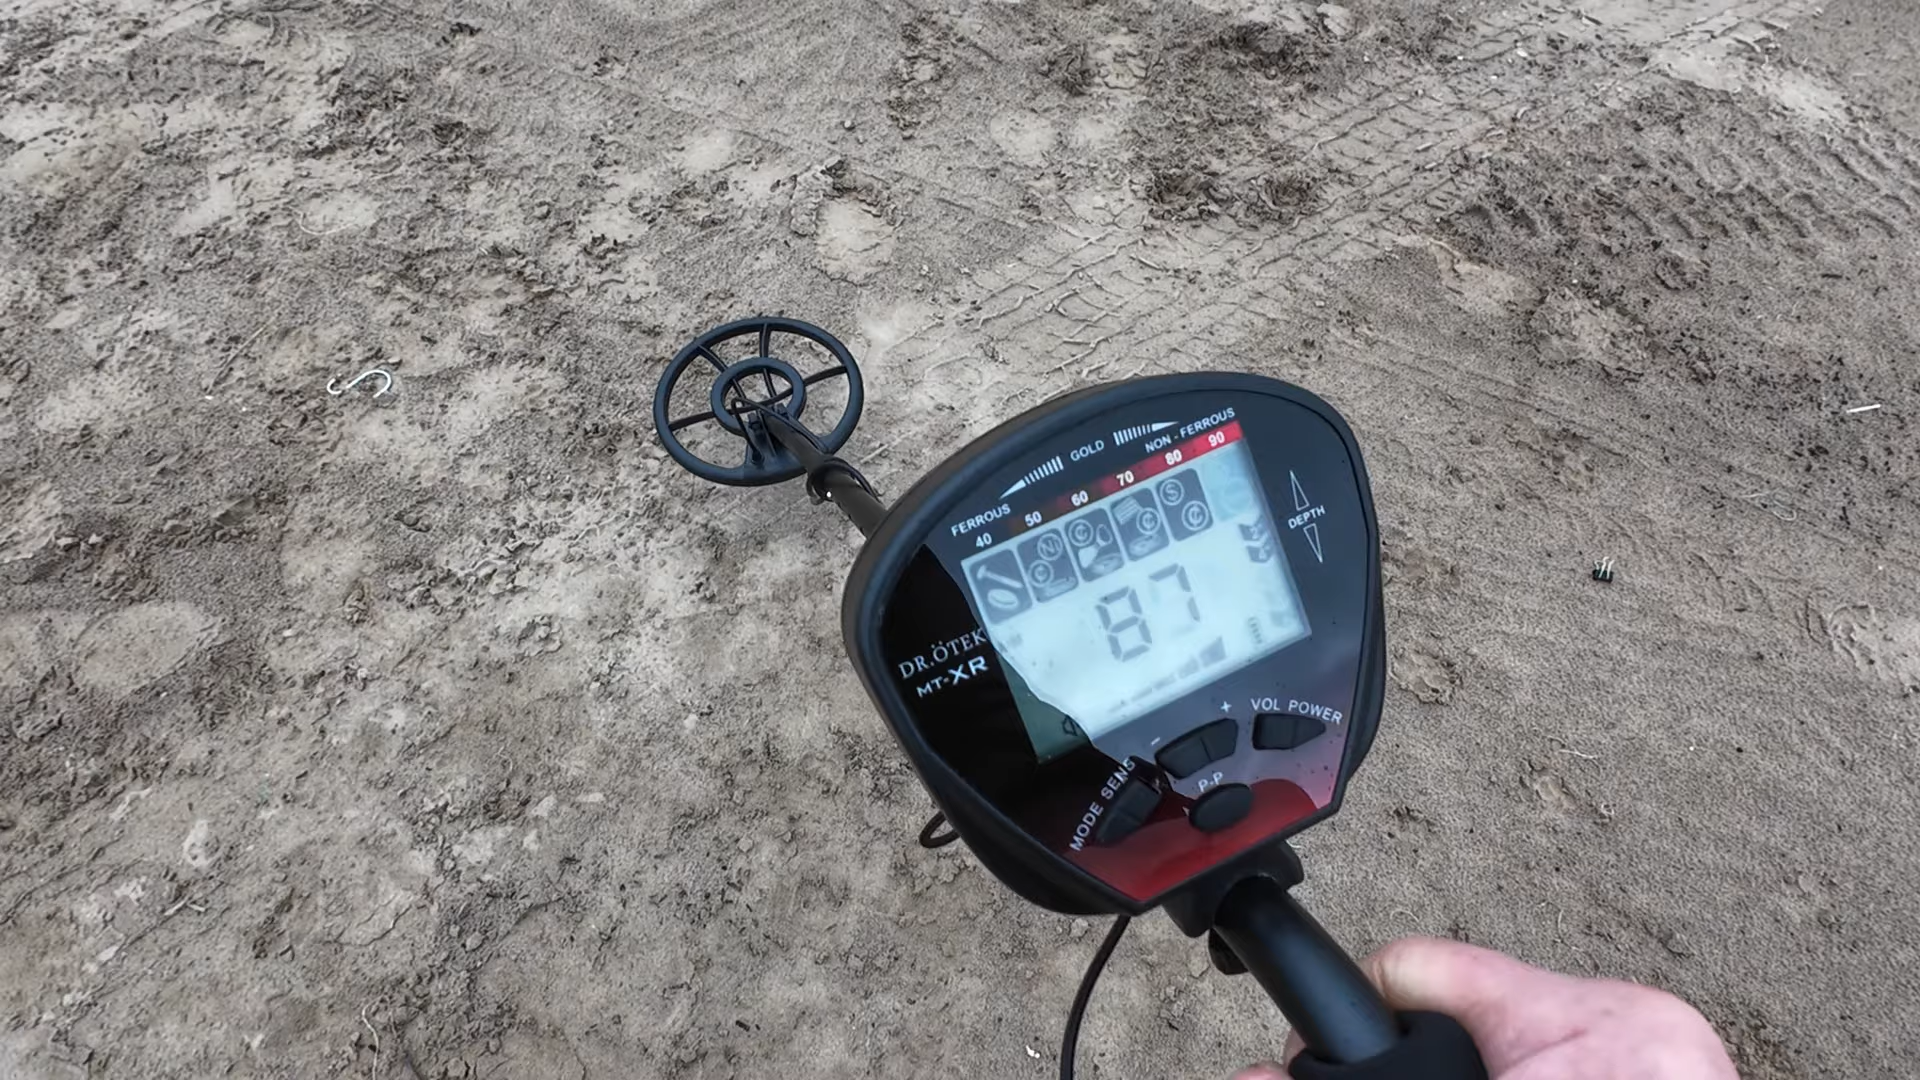 FERROUS GOLD NON - FERROUS
40 50 60 70 80 90
Ni ¢ ¢ ¢ $ ¢
87
DEPTH
DR.ÖTEK
MT-XR
- +
VOL POWER
MODE SENS
P-P